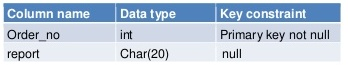 Column name Data type Key constraint
Order_no int Primary key not null
report Char(20) null